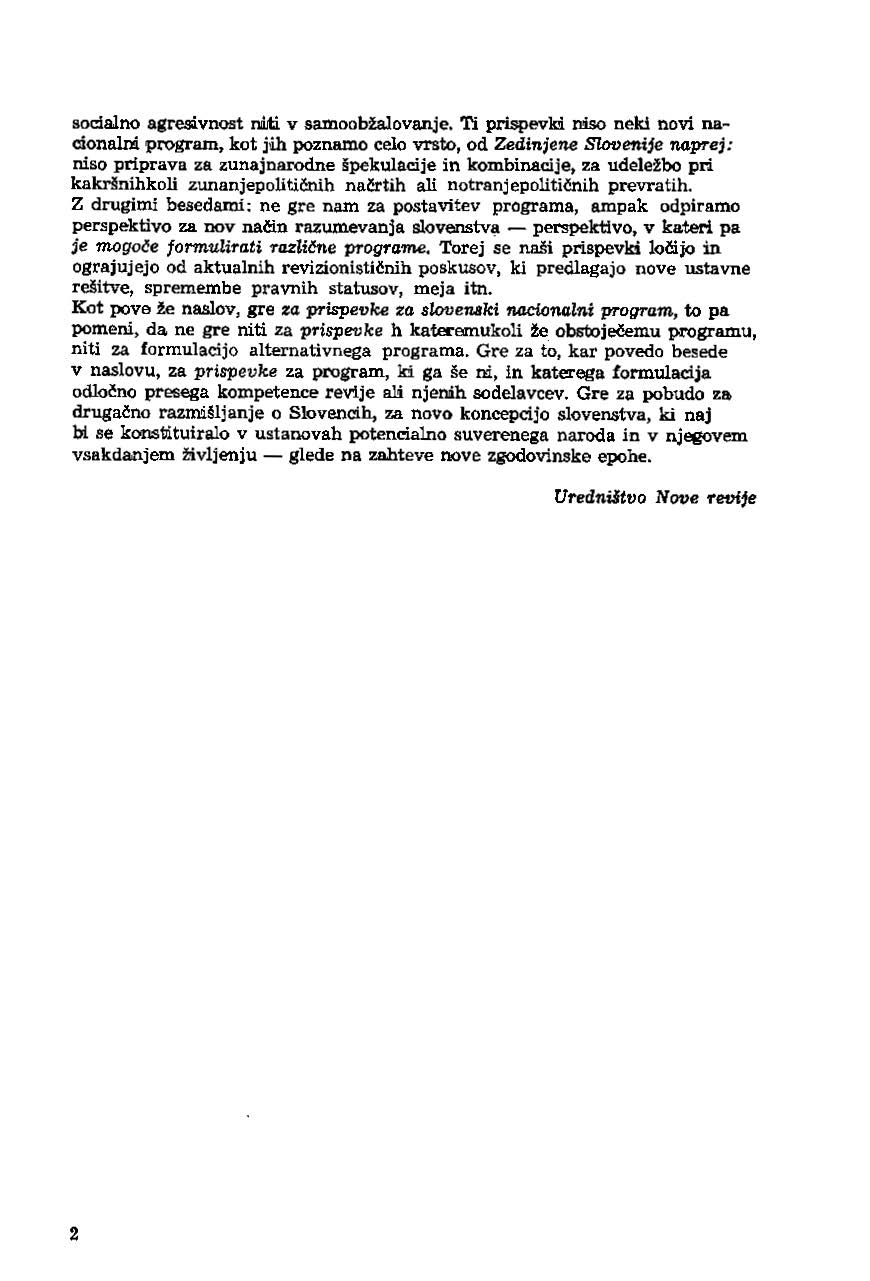 socialno agresivnost niti v samoobžalovanje. Ti prispevki niso neki novi na-
cionalni program, kot jih poznamo celo vrsto, od Zedinjene Slovenije naprej:
niso priprava za zunajnarodne špekulacije in kombinacije, za udeležbo pri
kakršnihkoli zunanjepolitičnih načrtih ali notranjepolitičnih prevratih.
Z drugimi besedami: ne gre nam za postavitev programa, ampak odpiramo
perspektivo za nov način razumevanja slovenstva — perspektivo, v kateri pa
je mogoče formulirati različne programe. Torej se naši prispevki ločijo in
ograjujejo od aktualnih revizionističnih poskusov, ki predlagajo nove ustavne
rešitve, spremembe pravnih statusov, meja itn.
Kot pove že naslov, gre za prispevke za slovenski nacionalni program, to pa
pomeni, da ne gre niti za prispevke h kateremukoli že obstoječemu programu,
niti za formulacijo alternativnega programa. Gre za to, kar povedo besede
v naslovu, za prispevke za program, ki ga še ni, in katerega formulacija
odločno presega kompetence revije ali njenih sodelavcev. Gre za pobudo za
drugačno razmišljanje o Slovencih, za novo koncepcijo slovenstva, ki naj
bi se konstituiralo v ustanovah potencialno suverenega naroda in v njegovem
vsakdanjem življenju — glede na zahteve nove zgodovinske epohe.
Uredništvo Nove revije
2